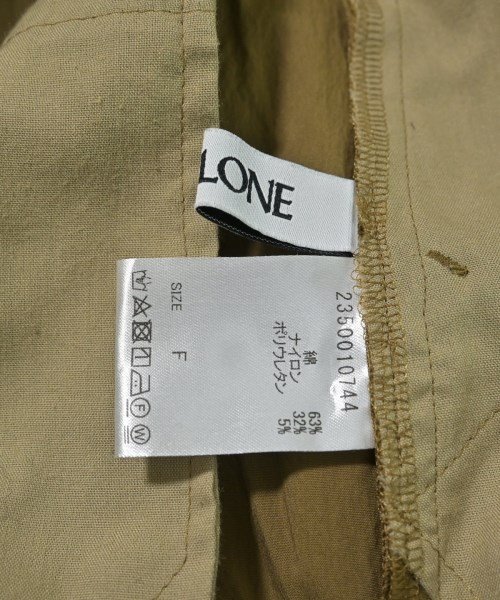 LONE
2350010744
綿 63%
ナイロン 32%
ポリウレタン 5%
SIZE F
F W